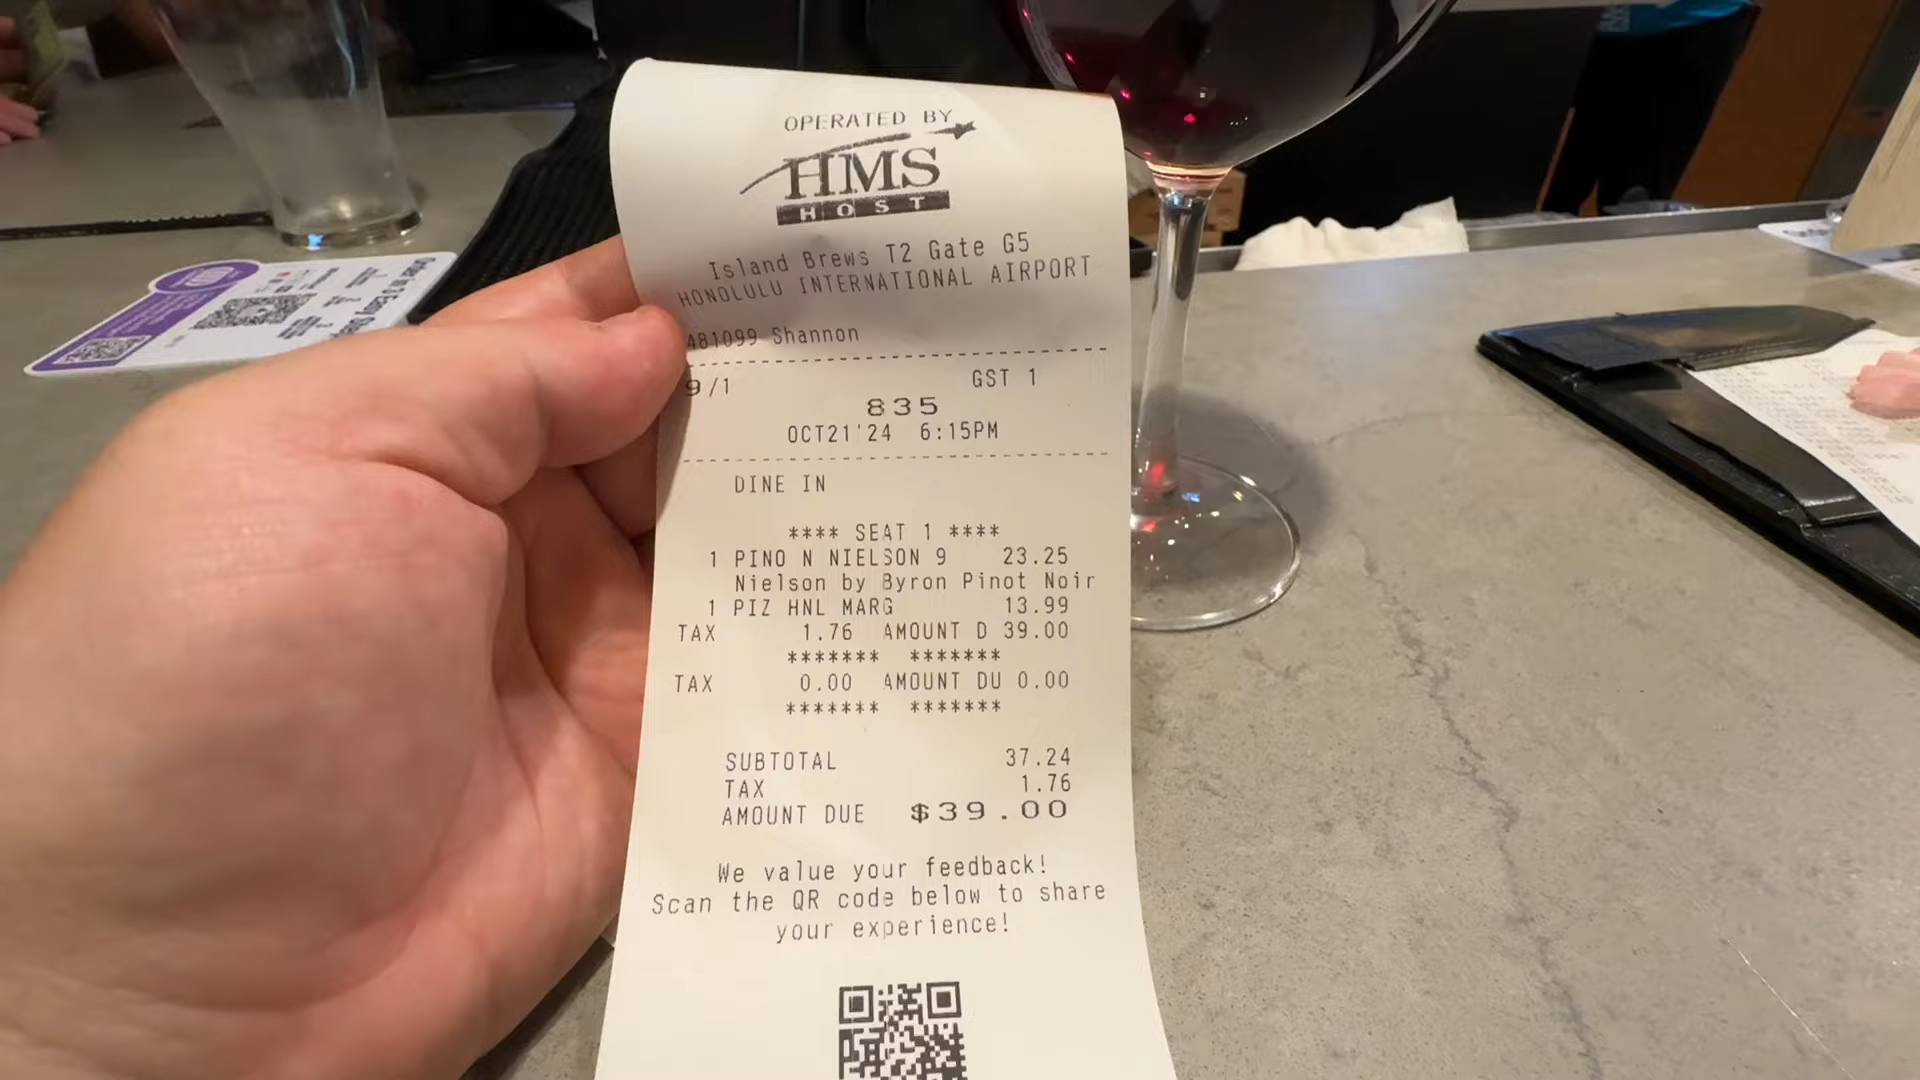 OPERATED BY
HMS
HOST
Island Brews T2 Gate G5
HONOLULU INTERNATIONAL AIRPORT
481099 Shannon
9/1 GST 1
835
OCT21'24 6:15PM
DINE IN
**** SEAT 1 ****
1 PINO N NIELSON 9 23.25
Nielson by Byron Pinot Noir
1 PIZ HNL MARG 13.99
TAX 1.76 AMOUNT D 39.00
******* *******
TAX 0.00 AMOUNT DU 0.00
******* *******
SUBTOTAL 37.24
TAX 1.76
AMOUNT DUE $39.00
We value your feedback!
Scan the QR code below to share
your experience!